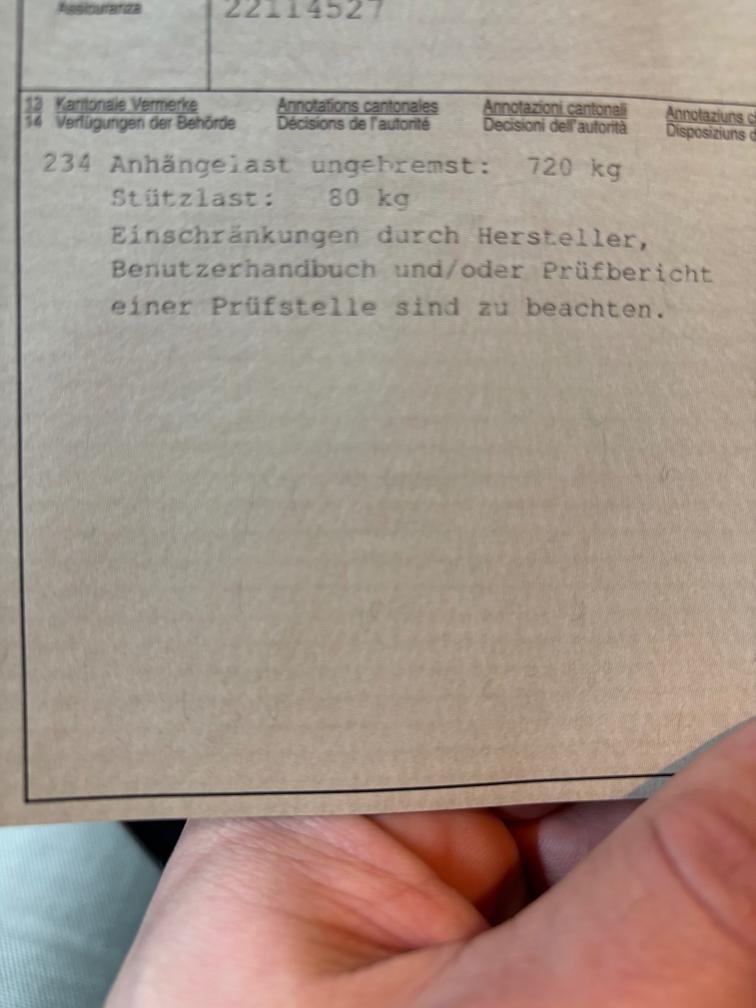 Assicuranza 22114527
13 Kantonale Vermerke Annotations cantonales Annotazioni cantonali Annotaziuns
14 Verfügungen der Behörde Décisions de l'autorité Decisioni dell'autorità Disposiziuns
234 Anhängelast ungebremst: 720 kg
Stützlast: 80 kg
Einschränkungen durch Hersteller,
Benutzerhandbuch und/oder Prüfbericht
einer Prüfstelle sind zu beachten.